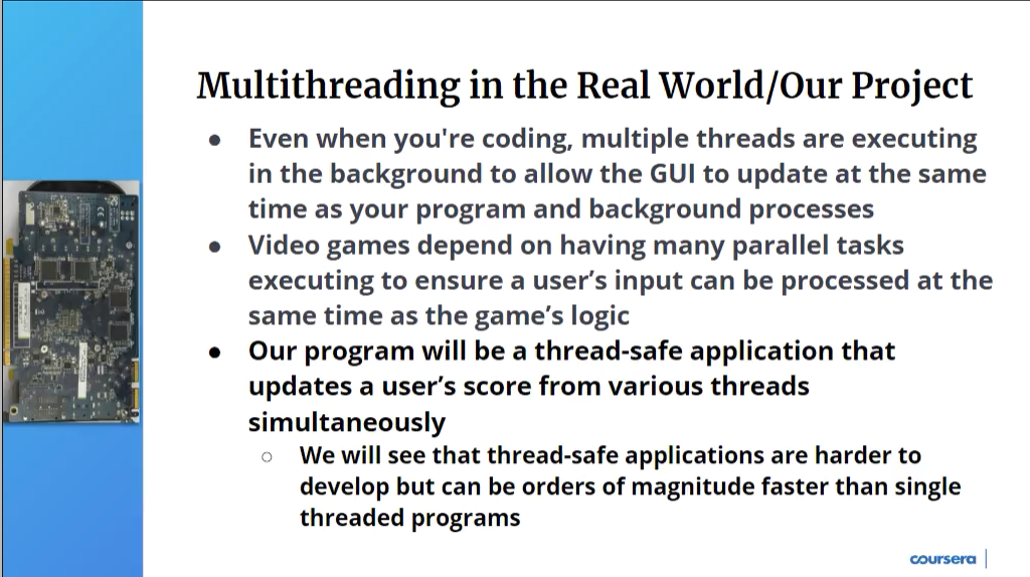 Multithreading in the Real World/Our Project
● Even when you're coding, multiple threads are executing
in the background to allow the GUI to update at the same
time as your program and background processes
● Video games depend on having many parallel tasks
executing to ensure a user’s input can be processed at the
same time as the game’s logic
● Our program will be a thread-safe application that
updates a user’s score from various threads
simultaneously
○ We will see that thread-safe applications are harder to
develop but can be orders of magnitude faster than single
threaded programs
coursera